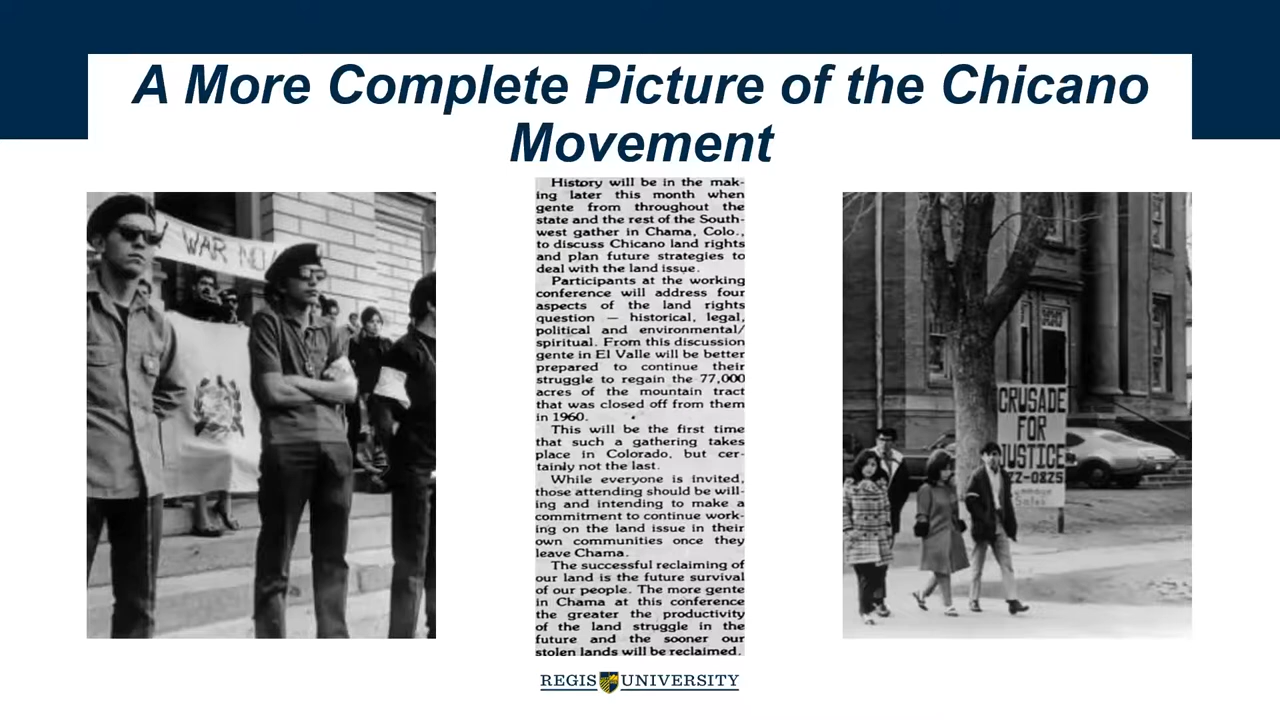 A More Complete Picture of the Chicano
Movement
WAR NO
History will be in the mak-
ing later this month when
gente from throughout the
state and the rest of the South-
west gather in Chama, Colo.,
to discuss Chicano land rights
and plan future strategies to
deal with the land issue.
Participants at the working
conference will address four
aspects of the land rights
question — historical, legal,
political and environmental/
spiritual. From this discussion
gente in El Valle will be better
prepared to continue their
struggle to regain the 77,000
acres of the mountain tract
that was closed off from them
in 1960.
This will be the first time
that such a gathering takes
place in Colorado, but cer-
tainly not the last.
While everyone is invited,
those attending should be will-
ing and intending to make a
commitment to continue work-
ing on the land issue in their
own communities once they
leave Chama.
The successful reclaiming of
our land is the future survival
of our people. The more gente
in Chama at this conference
the greater the productivity
of the land struggle in the
future and the sooner our
stolen lands will be reclaimed.
CRUSADE
FOR
JUSTICE
22-0825
Sales
REGIS UNIVERSITY